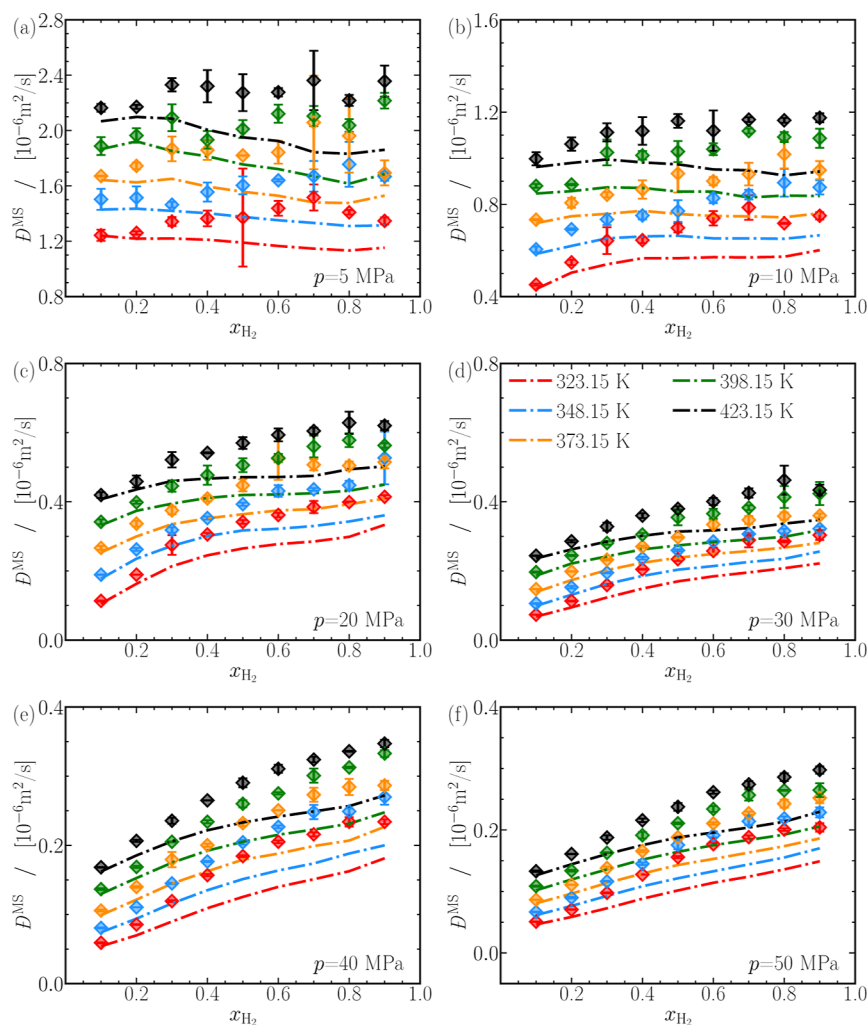 (a)
2.8
2.4
2.0
1.6
1.2
0.8
Đ^MS / [10^−6 m²/s]
p=5 MPa
0.2 0.4 0.6 0.8 1.0
x_H₂
(b)
1.6
1.2
0.8
0.4
Đ^MS / [10^−6 m²/s]
p=10 MPa
0.2 0.4 0.6 0.8 1.0
x_H₂
(c)
0.8
0.4
0.0
Đ^MS / [10^−6 m²/s]
p=20 MPa
0.2 0.4 0.6 0.8 1.0
x_H₂
(d)
0.8
0.4
0.0
Đ^MS / [10^−6 m²/s]
323.15 K 398.15 K
348.15 K 423.15 K
373.15 K
p=30 MPa
0.2 0.4 0.6 0.8 1.0
x_H₂
(e)
0.4
0.2
0.0
Đ^MS / [10^−6 m²/s]
p=40 MPa
0.2 0.4 0.6 0.8 1.0
x_H₂
(f)
0.4
0.2
0.0
Đ^MS / [10^−6 m²/s]
p=50 MPa
0.2 0.4 0.6 0.8 1.0
x_H₂